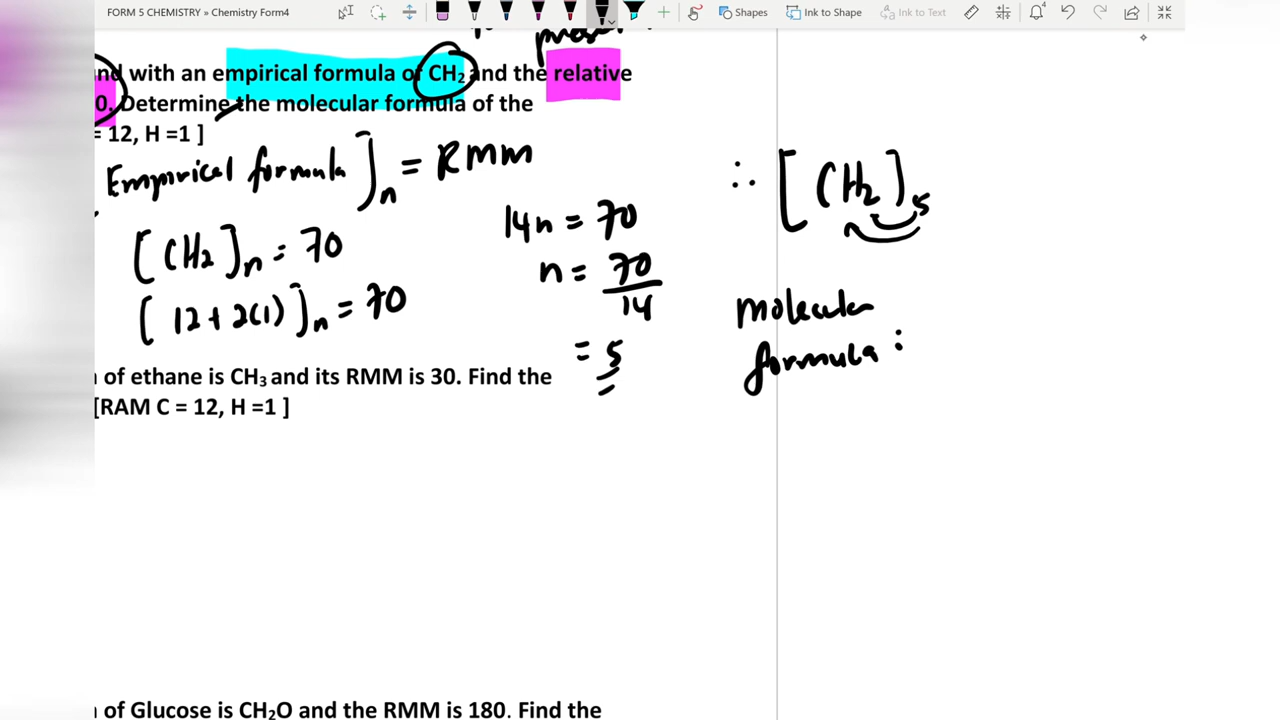 FORM 5 CHEMISTRY » Chemistry Form4
Shapes
Ink to Shape
Ink to Text
4
nd with an empirical formula of CH₂ and the relative
0. Determine the molecular formula of the
= 12, H =1 ]
Empirical formula ]n = RMM
[CH2]n = 70
[ 12+2(1) ]n = 70
14n = 70
n = 70
14
= 5
∴ [CH2]5
molecular
formula :
of ethane is CH₃ and its RMM is 30. Find the
[RAM C = 12, H =1 ]
of Glucose is CH₂O and the RMM is 180. Find the